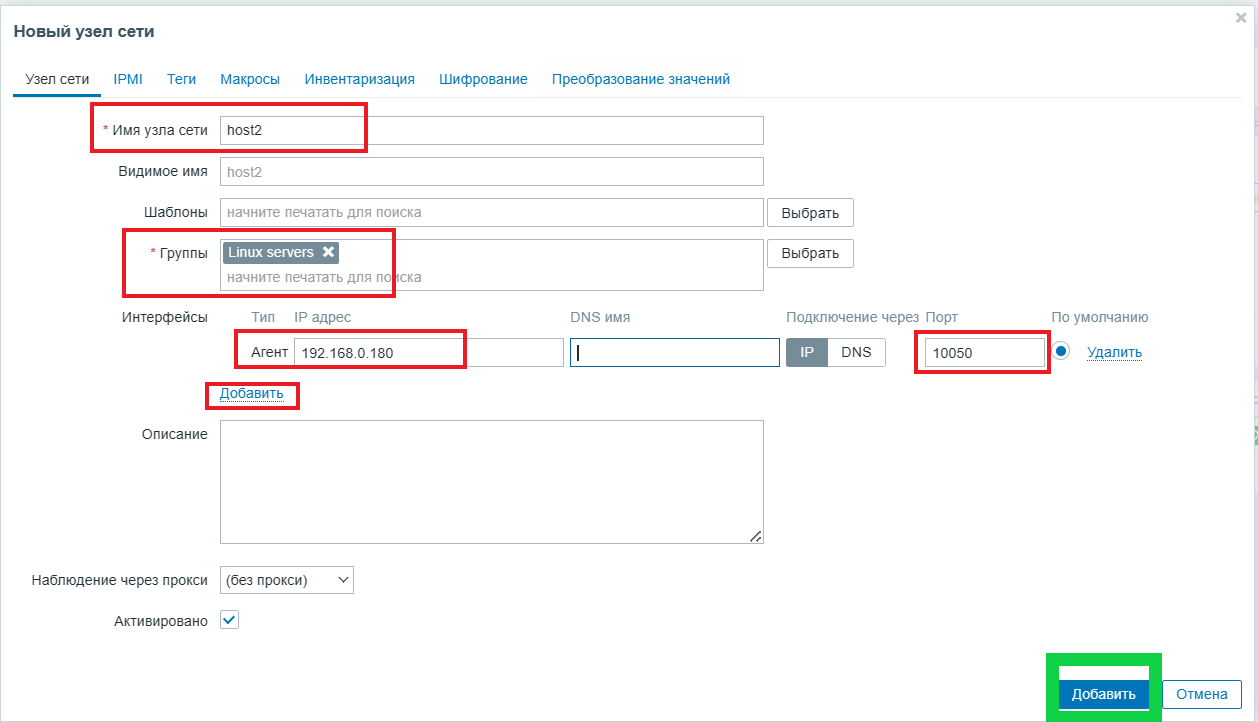 Новый узел сети
Узел сети IPMI Теги Макросы Инвентаризация Шифрование Преобразование значений
* Имя узла сети host2
Видимое имя host2
Шаблоны начните печатать для поиска Выбрать
* Группы Linux servers Выбрать
начните печатать для поиска
Интерфейсы Тип IP адрес DNS имя Подключение через Порт По умолчанию
Агент 192.168.0.180 IP DNS 10050 Удалить
Добавить
Описание
Наблюдение через прокси (без прокси)
Активировано
Добавить Отмена